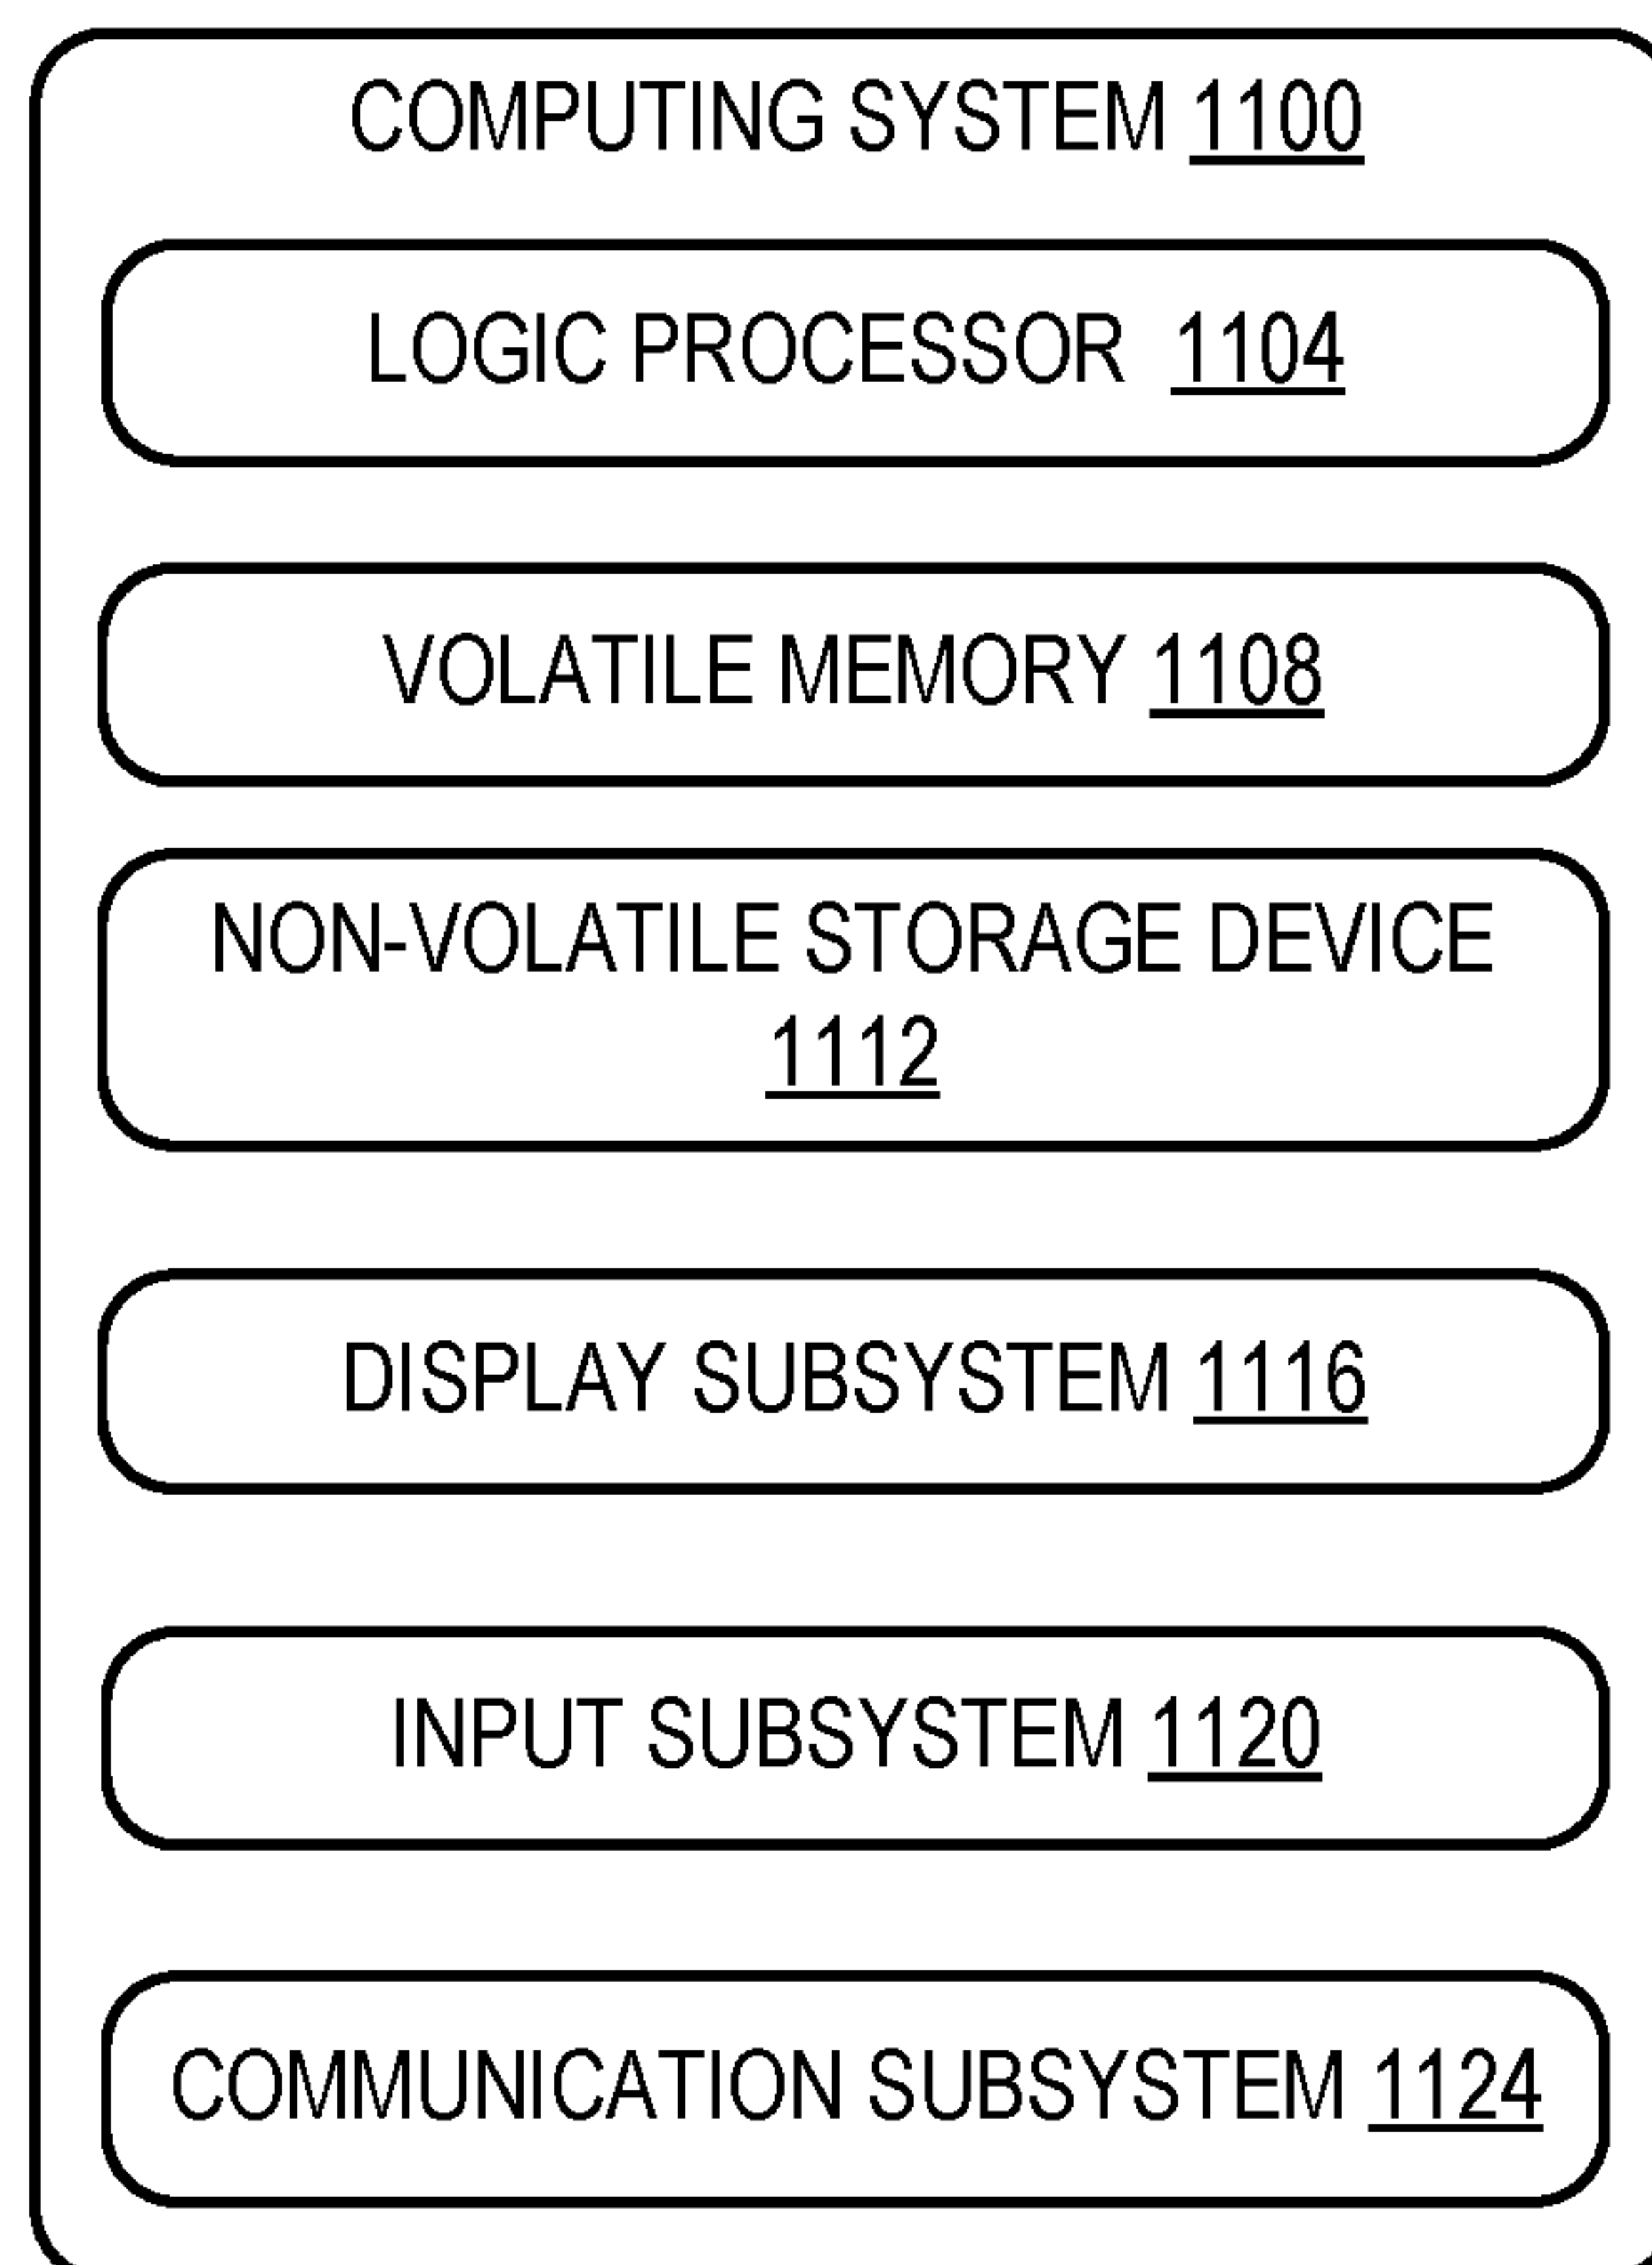 COMPUTING SYSTEM 1100
LOGIC PROCESSOR 1104
VOLATILE MEMORY 1108
NON-VOLATILE STORAGE DEVICE
1112
DISPLAY SUBSYSTEM 1116
INPUT SUBSYSTEM 1120
COMMUNICATION SUBSYSTEM 1124